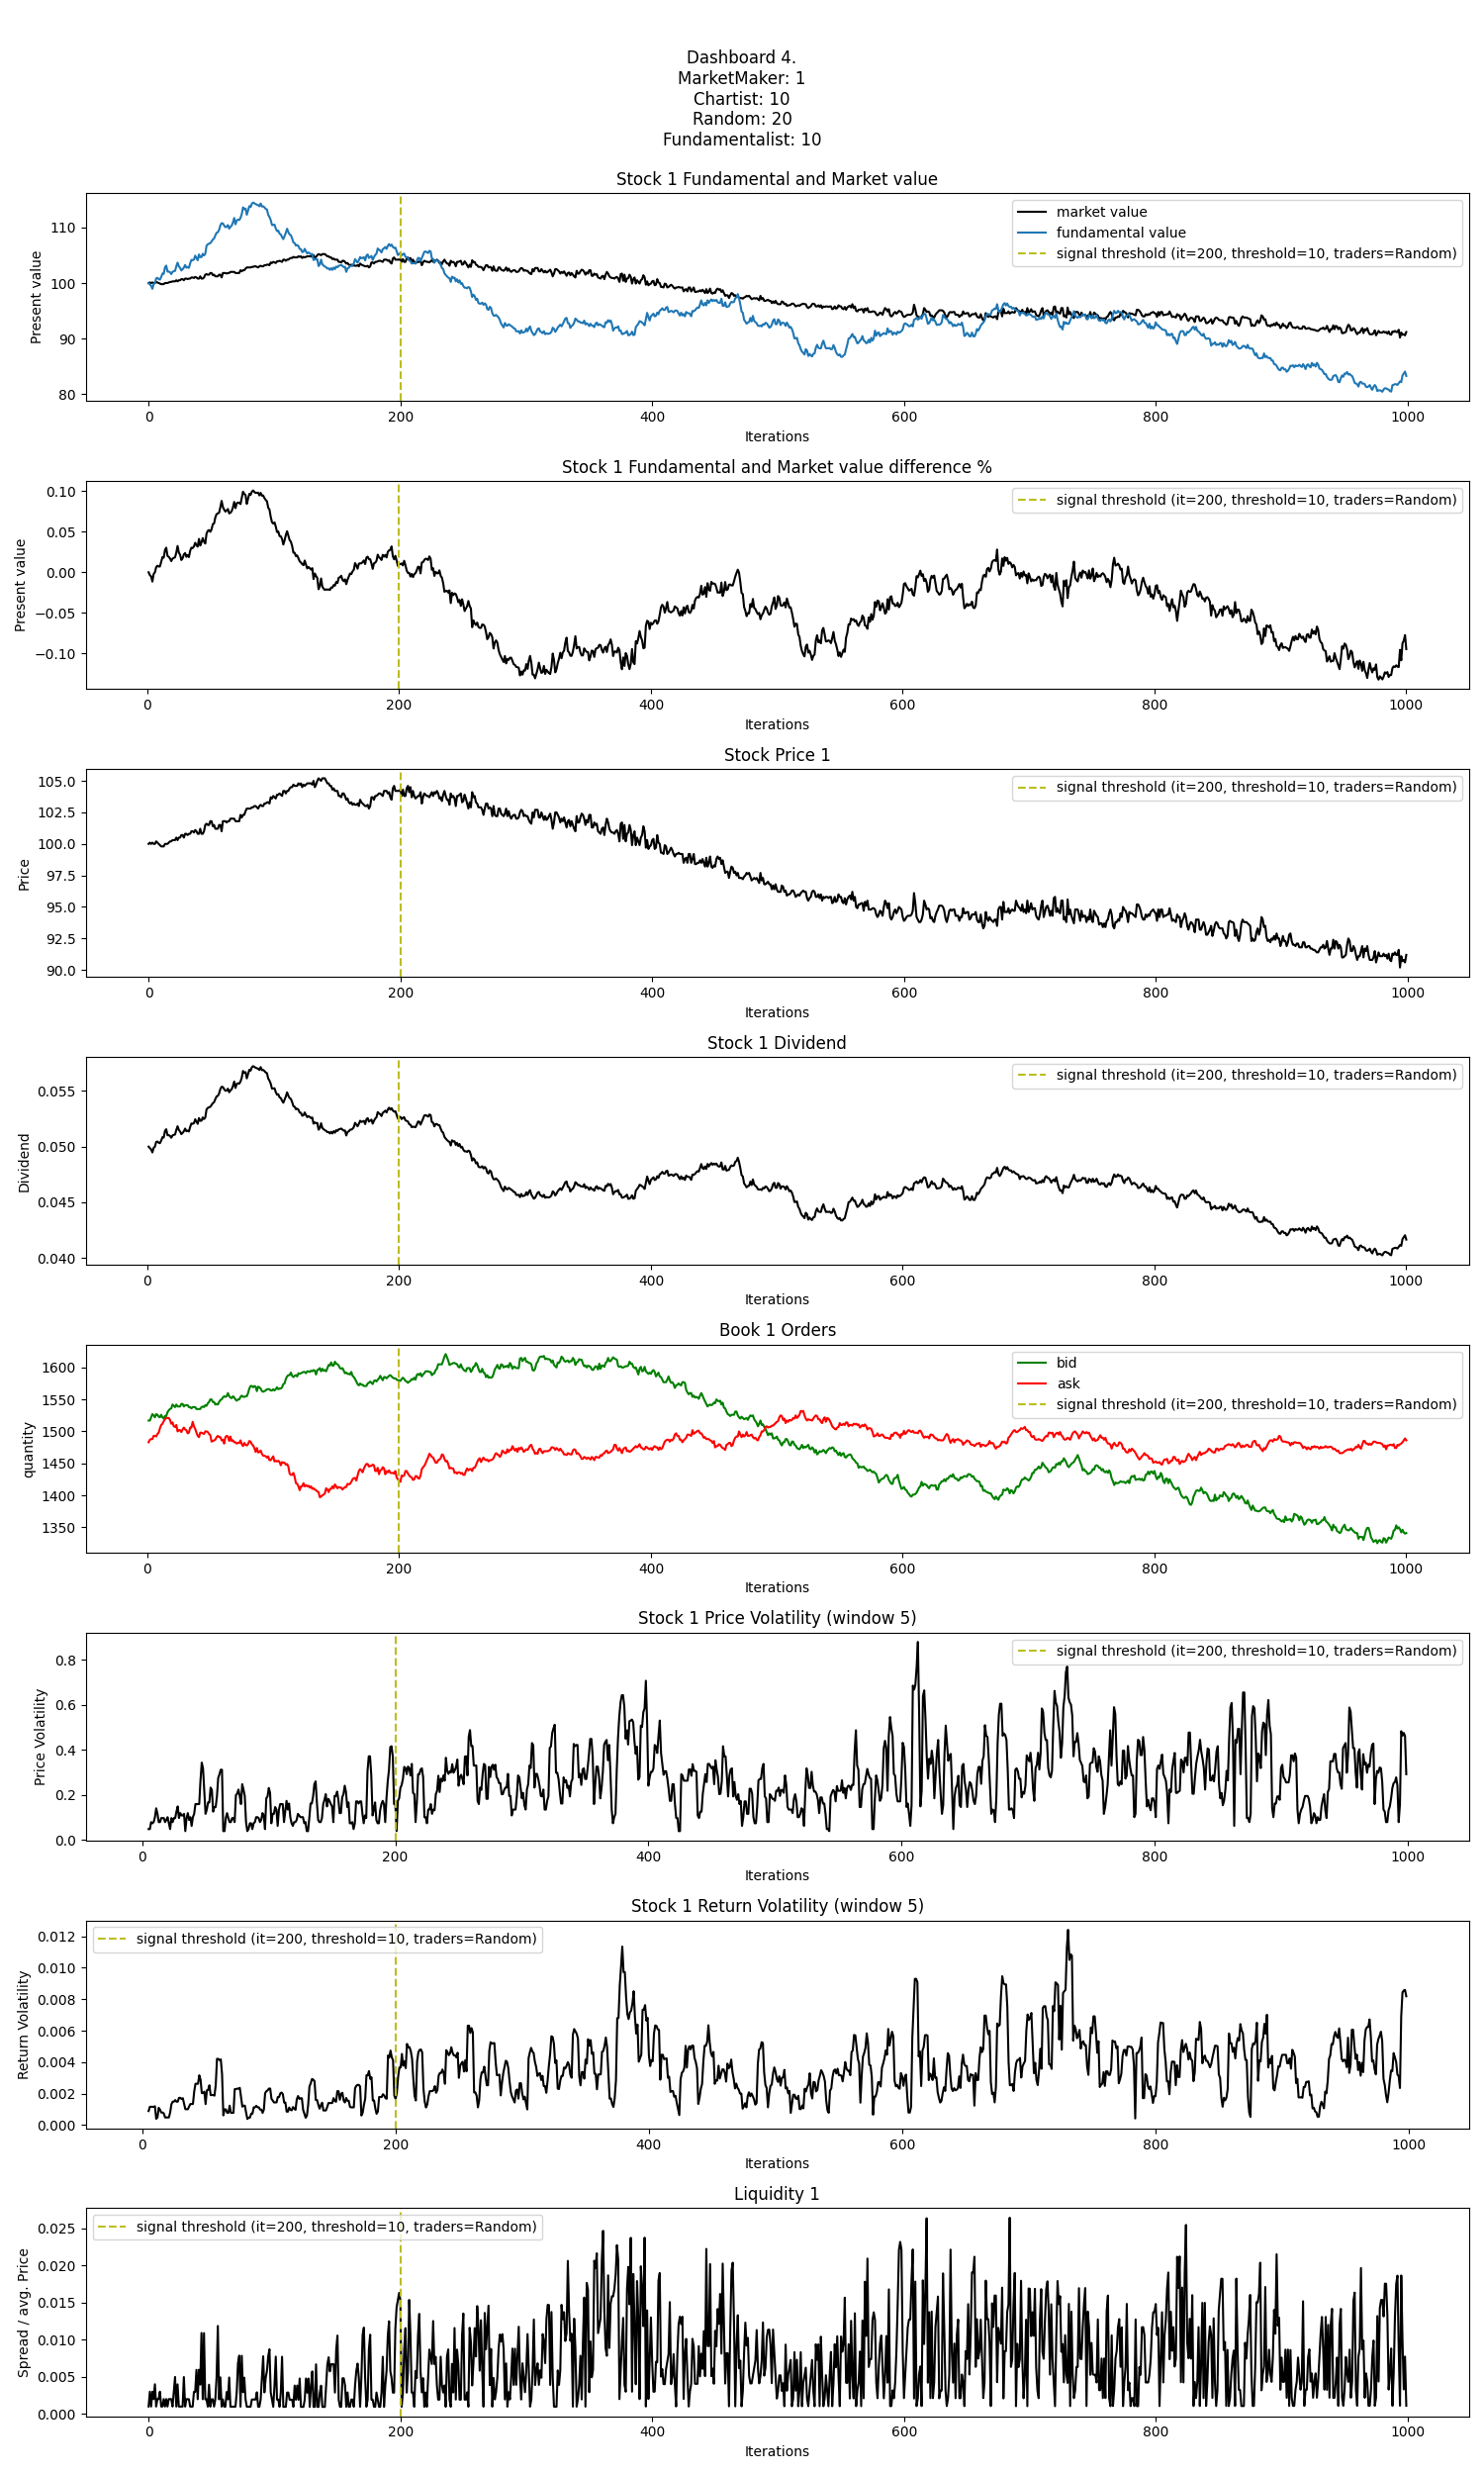 Dashboard 4.
MarketMaker: 1
Chartist: 10
Random: 20
Fundamentalist: 10
Stock 1 Fundamental and Market value
market value
fundamental value
signal threshold (it=200, threshold=10, traders=Random)
Present value
110
100
90
80
0 200 400 600 800 1000
Iterations
Stock 1 Fundamental and Market value difference %
signal threshold (it=200, threshold=10, traders=Random)
Present value
0.10
0.05
0.00
−0.05
−0.10
0 200 400 600 800 1000
Iterations
Stock Price 1
signal threshold (it=200, threshold=10, traders=Random)
Price
105.0
102.5
100.0
97.5
95.0
92.5
90.0
0 200 400 600 800 1000
Iterations
Stock 1 Dividend
signal threshold (it=200, threshold=10, traders=Random)
Dividend
0.055
0.050
0.045
0.040
0 200 400 600 800 1000
Iterations
Book 1 Orders
bid
ask
signal threshold (it=200, threshold=10, traders=Random)
quantity
1600
1550
1500
1450
1400
1350
0 200 400 600 800 1000
Iterations
Stock 1 Price Volatility (window 5)
signal threshold (it=200, threshold=10, traders=Random)
Price Volatility
0.8
0.6
0.4
0.2
0.0
0 200 400 600 800 1000
Iterations
Stock 1 Return Volatility (window 5)
signal threshold (it=200, threshold=10, traders=Random)
Return Volatility
0.012
0.010
0.008
0.006
0.004
0.002
0.000
0 200 400 600 800 1000
Iterations
Liquidity 1
signal threshold (it=200, threshold=10, traders=Random)
Spread / avg. Price
0.025
0.020
0.015
0.010
0.005
0.000
0 200 400 600 800 1000
Iterations